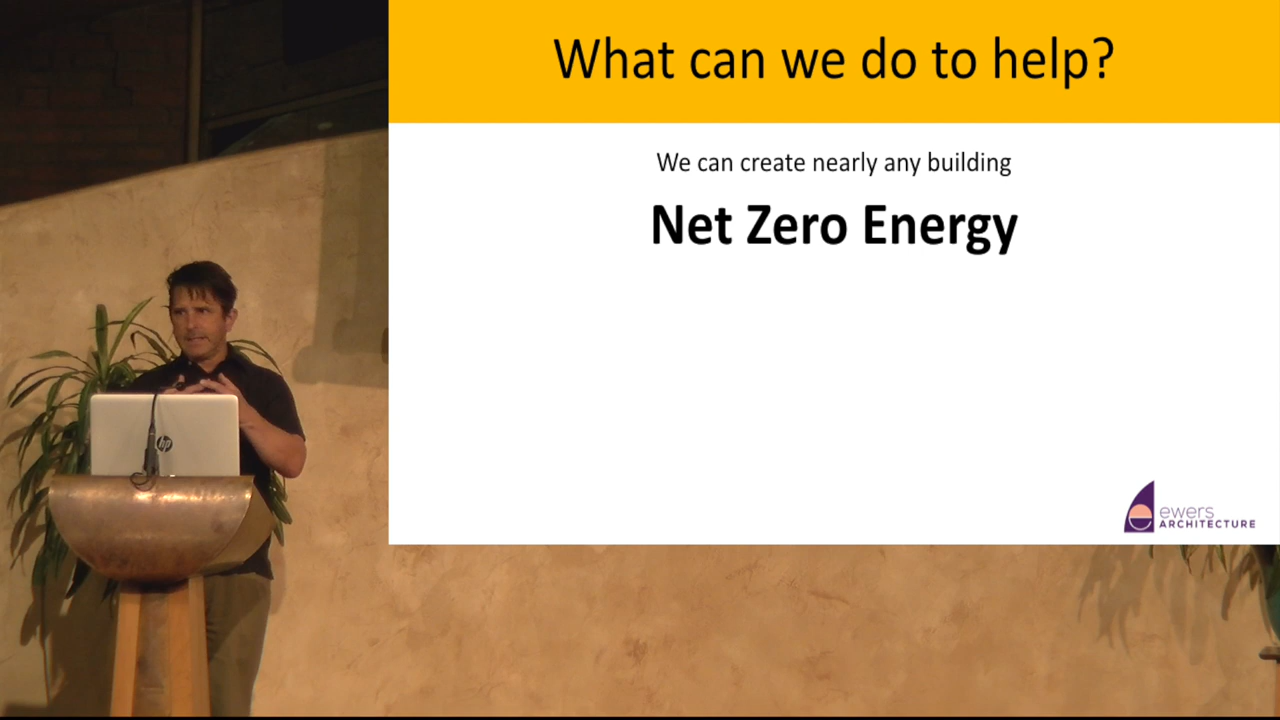 What can we do to help?
We can create nearly any building
Net Zero Energy
ewers
ARCHITECTURE
hp